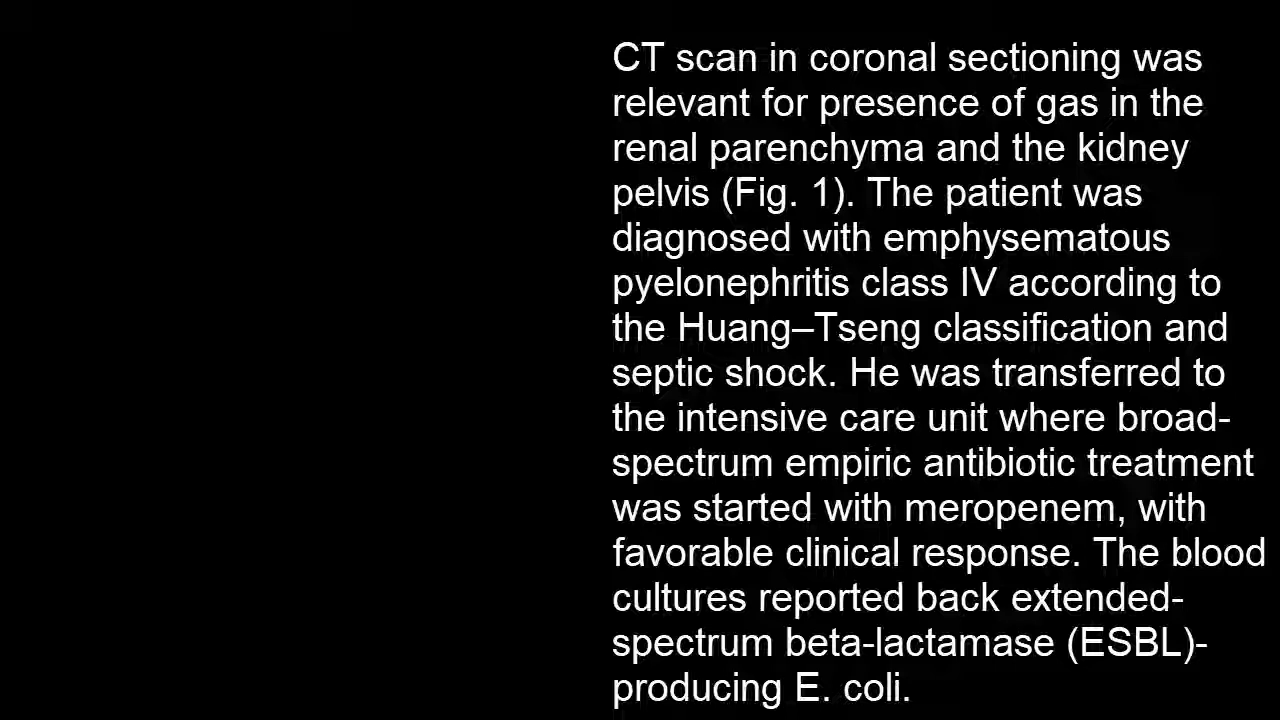 CT scan in coronal sectioning was
relevant for presence of gas in the
renal parenchyma and the kidney
pelvis (Fig. 1). The patient was
diagnosed with emphysematous
pyelonephritis class IV according to
the Huang–Tseng classification and
septic shock. He was transferred to
the intensive care unit where broad-
spectrum empiric antibiotic treatment
was started with meropenem, with
favorable clinical response. The blood
cultures reported back extended-
spectrum beta-lactamase (ESBL)-
producing E. coli.